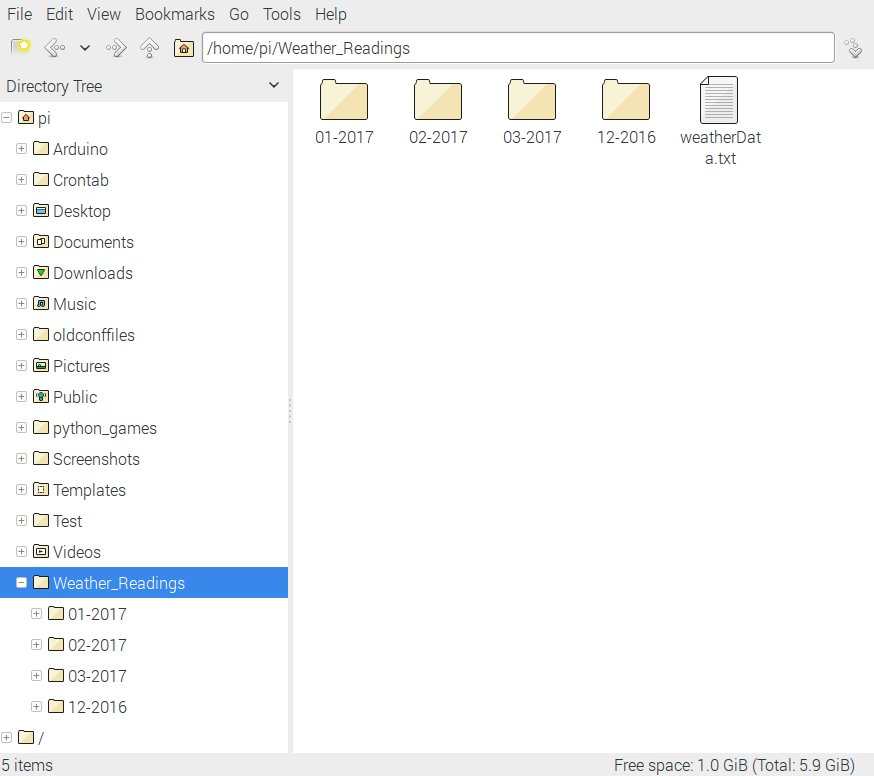 File Edit View Bookmarks Go Tools Help
/home/pi/Weather_Readings
Directory Tree
pi
Arduino
Crontab
Desktop
Documents
Downloads
Music
oldconffiles
Pictures
Public
python_games
Screenshots
Templates
Test
Videos
Weather_Readings
01-2017
02-2017
03-2017
12-2016
/
01-2017 02-2017 03-2017 12-2016 weatherDat
a.txt
5 items Free space: 1.0 GiB (Total: 5.9 GiB)